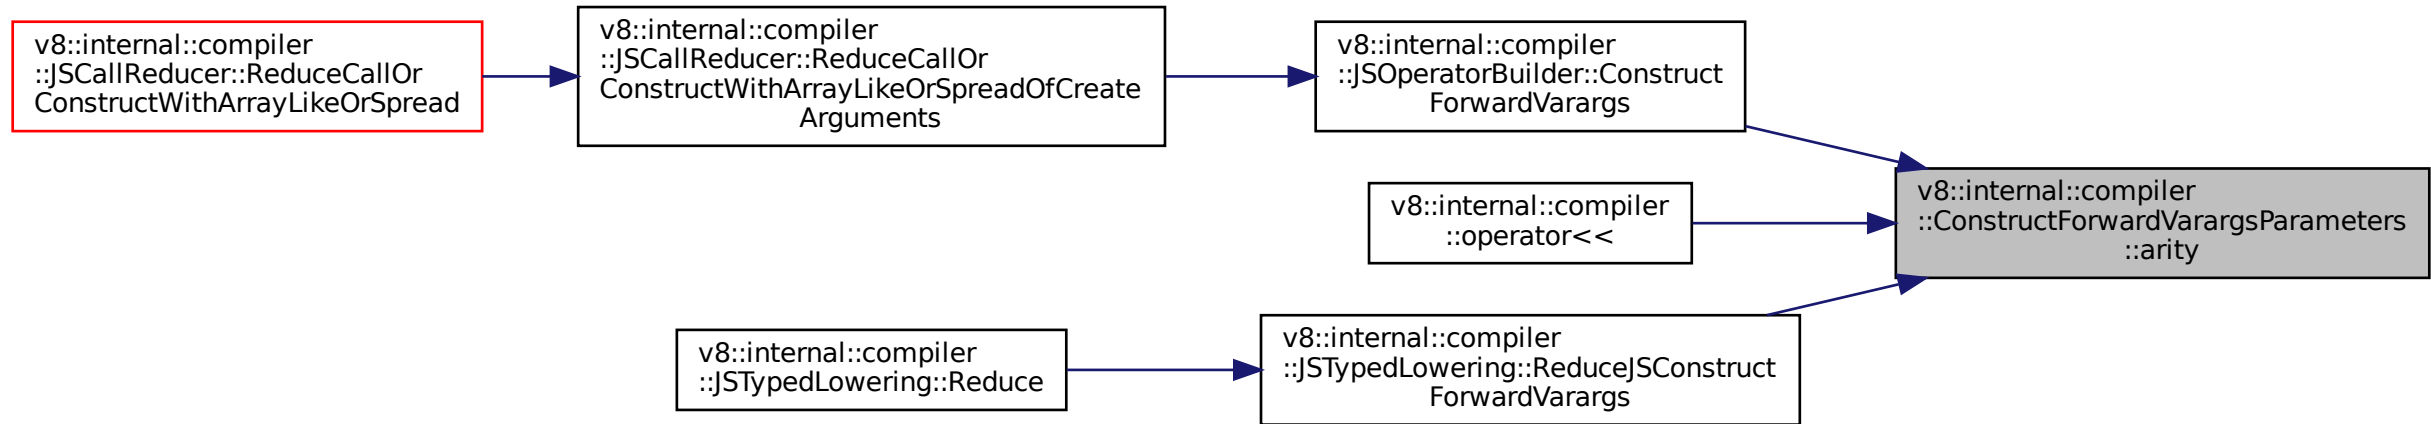 v8::internal::compiler
::JSCallReducer::ReduceCallOr
ConstructWithArrayLikeOrSpread
v8::internal::compiler
::JSCallReducer::ReduceCallOr
ConstructWithArrayLikeOrSpreadOfCreate
Arguments
v8::internal::compiler
::JSOperatorBuilder::Construct
ForwardVarargs
v8::internal::compiler
::operator<<
v8::internal::compiler
::ConstructForwardVarargsParameters
::arity
v8::internal::compiler
::JSTypedLowering::Reduce
v8::internal::compiler
::JSTypedLowering::ReduceJSConstruct
ForwardVarargs